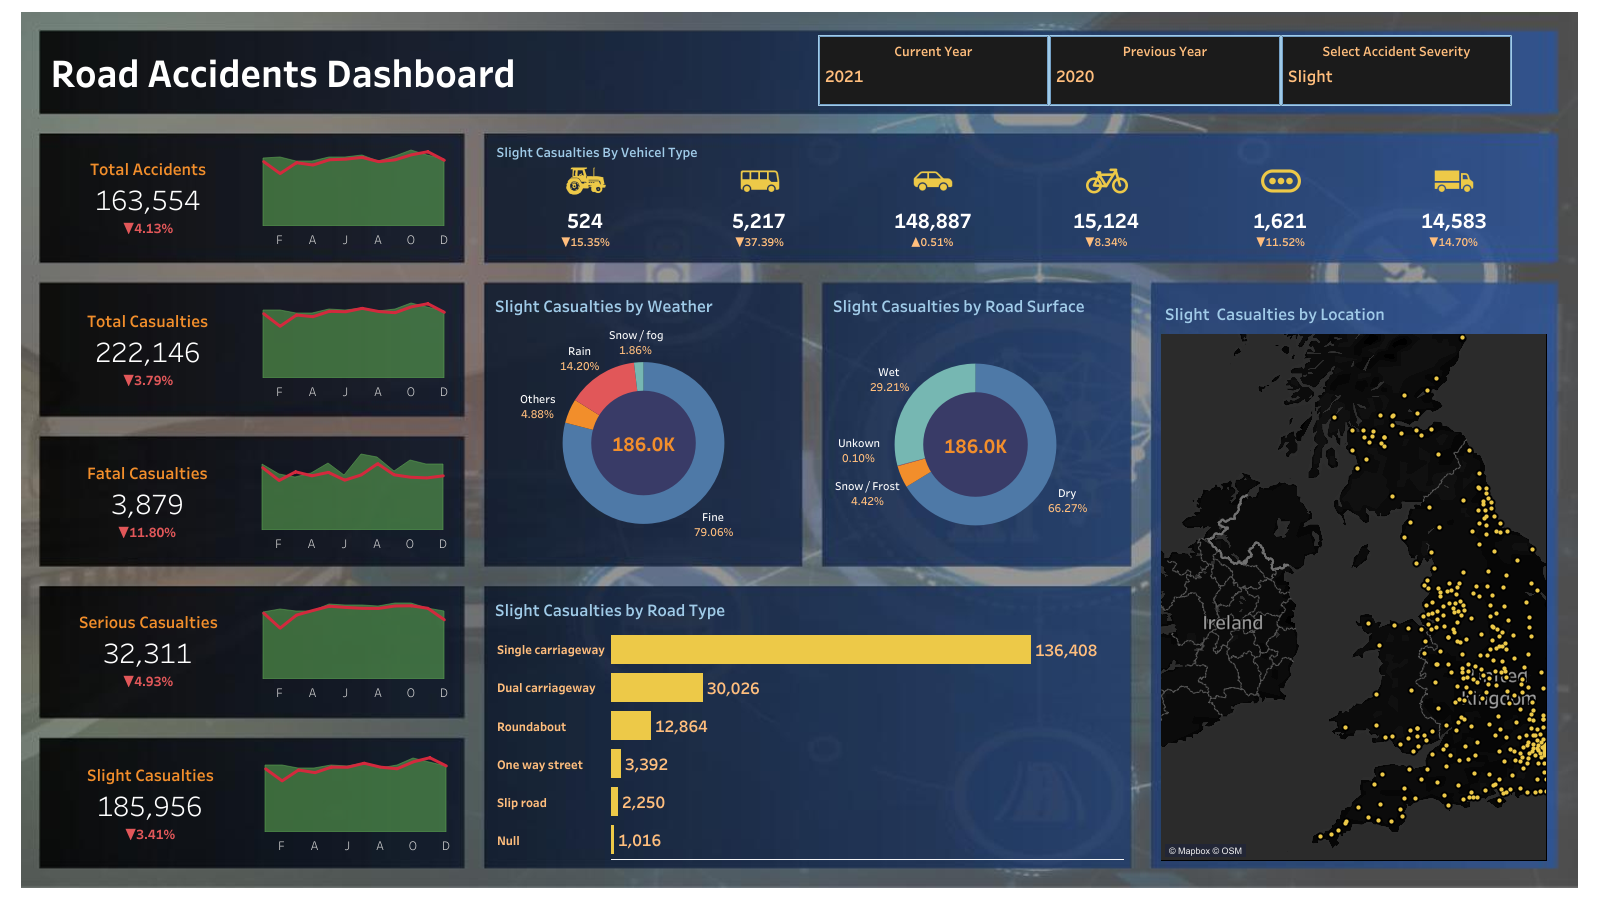 Road Accidents Dashboard
Current Year
2021
Previous Year
2020
Select Accident Severity
Slight
Total Accidents
163,554
▼4.13%
F A J A O D
Total Casualties
222,146
▼3.79%
F A J A O D
Fatal Casualties
3,879
▼11.80%
F A J A O D
Serious Casualties
32,311
▼4.93%
F A J A O D
Slight Casualties
185,956
▼3.41%
F A J A O D
Slight Casualties By Vehicel Type
524 5,217 148,887 15,124 1,621 14,583
▼15.35% ▼37.39% ▲0.51% ▼8.34% ▼11.52% ▼14.70%
Slight Casualties by Weather
Snow / fog
1.86%
Rain
14.20%
Others
4.88%
186.0K
Fine
79.06%
Slight Casualties by Road Surface
Wet
29.21%
Unkown
0.10%
Snow / Frost
4.42%
186.0K
Dry
66.27%
Slight Casualties by Road Type
Single carriageway 136,408
Dual carriageway 30,026
Roundabout 12,864
One way street 3,392
Slip road 2,250
Null 1,016
Slight  Casualties by Location
Ireland
United
Kingdom
© Mapbox © OSM